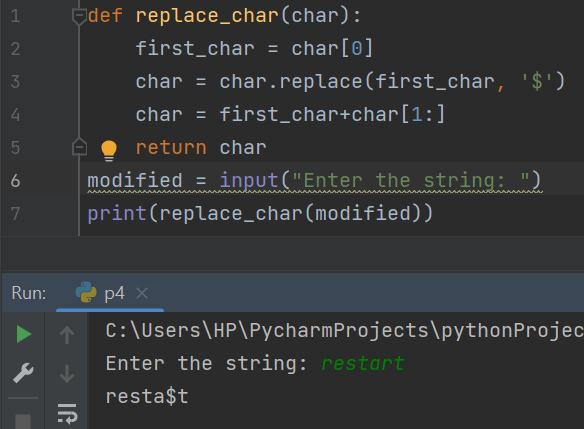 1 def replace_char(char):
2     first_char = char[0]
3     char = char.replace(first_char, '$')
4     char = first_char+char[1:]
5     return char
6 modified = input("Enter the string: ")
7 print(replace_char(modified))
Run: p4 ×
C:\Users\HP\PycharmProjects\pythonProjec
Enter the string: restart
resta$t